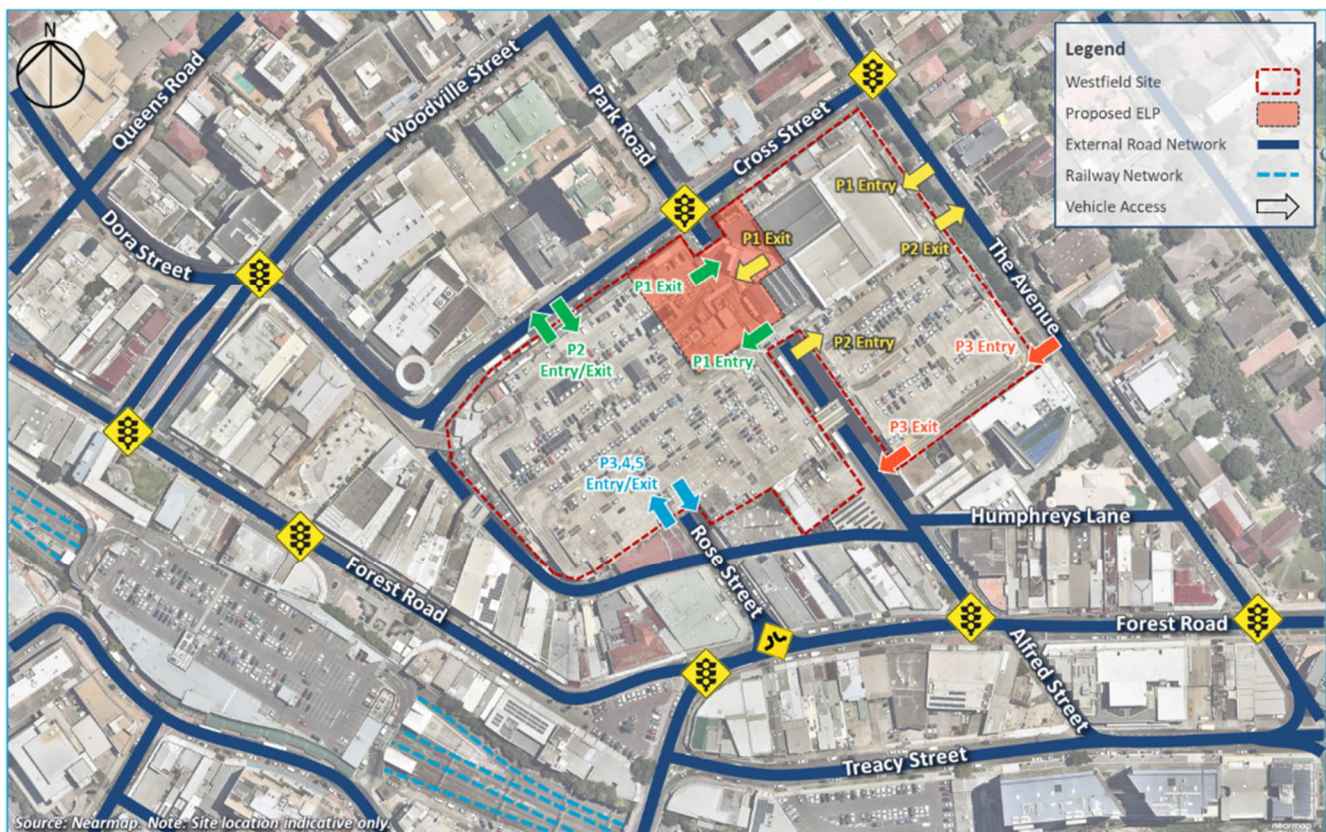 N
Queens Road
Woodville Street
Park Road
Cross Street
Dora Street
Legend
Westfield Site
Proposed ELP
External Road Network
Railway Network
Vehicle Access
P1 Entry
P2 Exit
The Avenue
P1 Exit
P1 Exit
P2
Entry/Exit
P1 Entry
P2 Entry
P3 Entry
P3 Exit
P3,4,5
Entry/Exit
Rose Street
Humphreys Lane
Forest Road
Forest Road
Alfred Street
Treacy Street
Source: Nearmap. Note: Site location indicative only.
nearmap